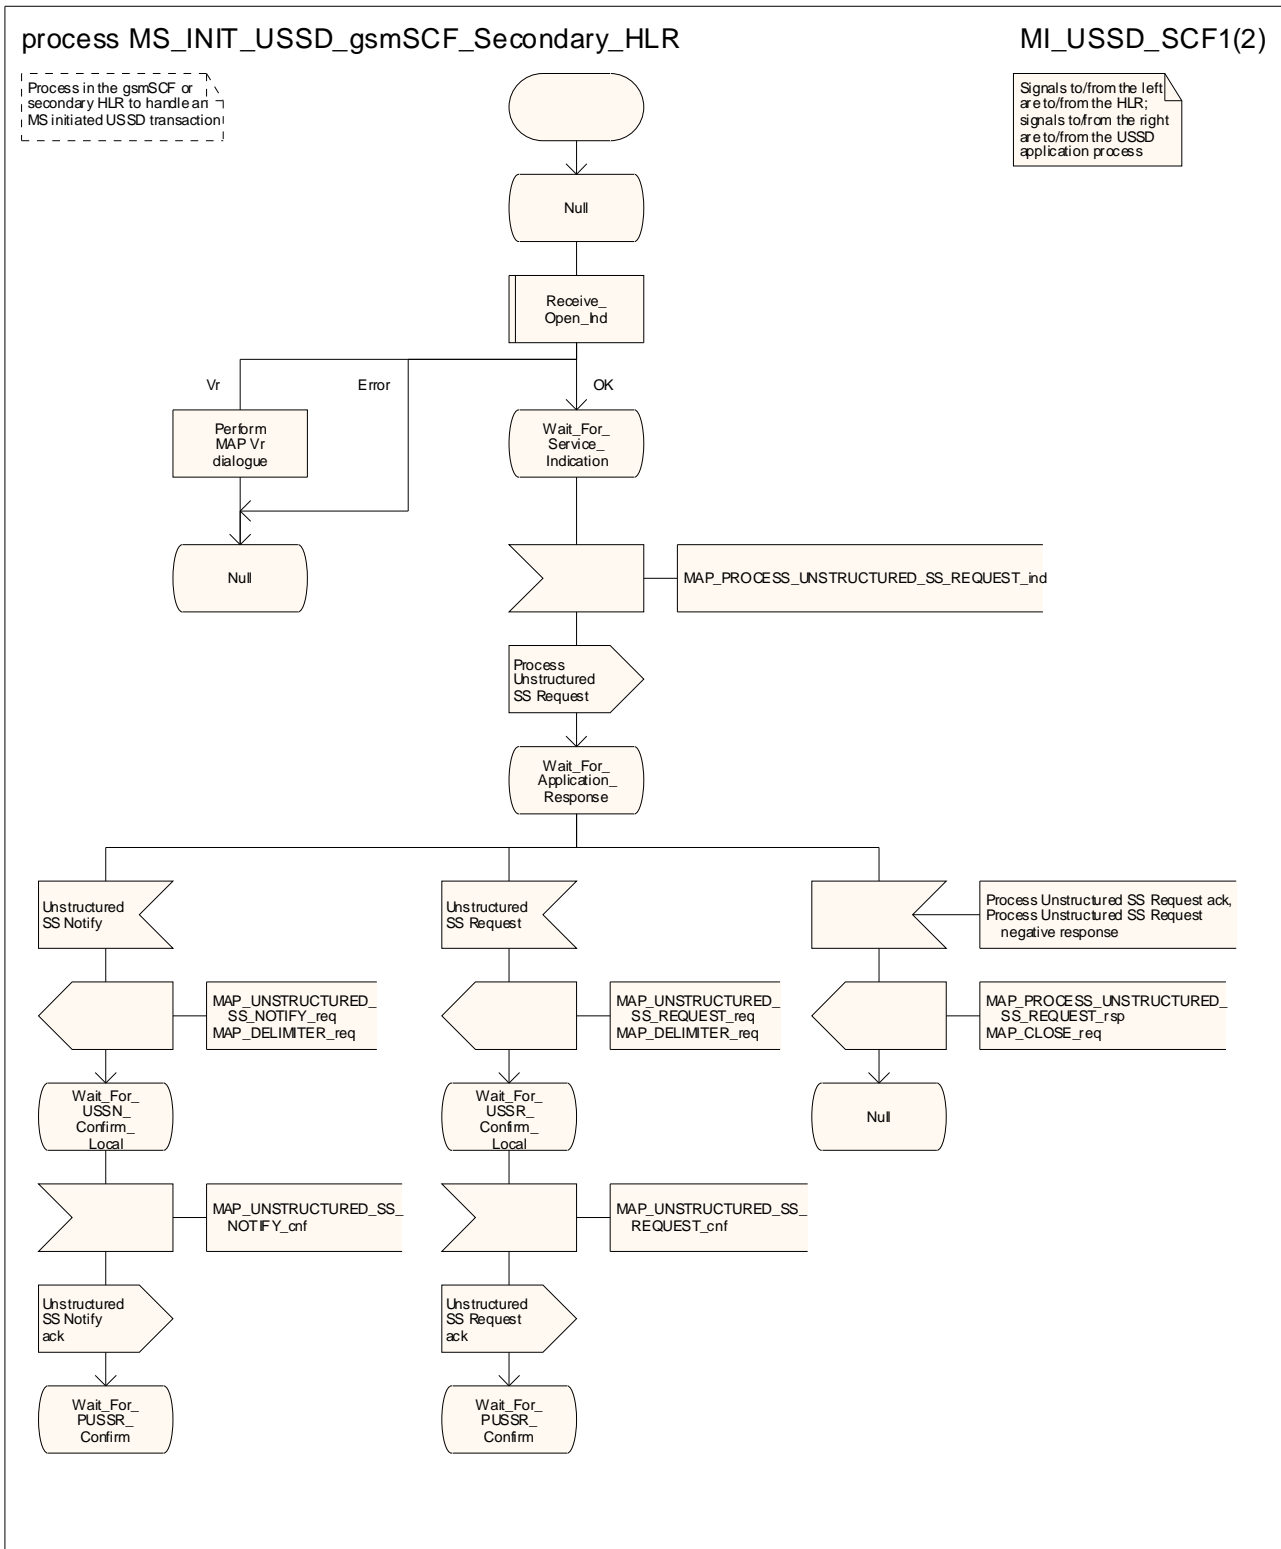 process MS_INIT_USSD_gsmSCF_Secondary_HLR
MI_USSD_SCF1(2)
Process in the gsmSCF or
secondary HLR to handle an
MS initiated USSD transaction
Signals to/from the left
are to/from the HLR;
signals to/from the right
are to/from the USSD
application process
Null
Receive_
Open_Ind
Vr
Error
OK
Perform
MAP Vr
dialogue
Wait_For_
Service_
Indication
Null
MAP_PROCESS_UNSTRUCTURED_SS_REQUEST_ind
Process
Unstructured
SS Request
Wait_For_
Application_
Response
Unstructured
SS Notify
Unstructured
SS Request
Process Unstructured SS Request ack,
Process Unstructured SS Request
negative response
MAP_UNSTRUCTURED_
SS_NOTIFY_req
MAP_DELIMITER_req
MAP_UNSTRUCTURED_
SS_REQUEST_req
MAP_DELIMITER_req
MAP_PROCESS_UNSTRUCTURED_
SS_REQUEST_rsp
MAP_CLOSE_req
Wait_For_
USSN_
Confirm_
Local
Wait_For_
USSR_
Confirm_
Local
Null
MAP_UNSTRUCTURED_SS_
NOTIFY_cnf
MAP_UNSTRUCTURED_SS_
REQUEST_cnf
Unstructured
SS Notify
ack
Unstructured
SS Request
ack
Wait_For_
PUSSR_
Confirm
Wait_For_
PUSSR_
Confirm